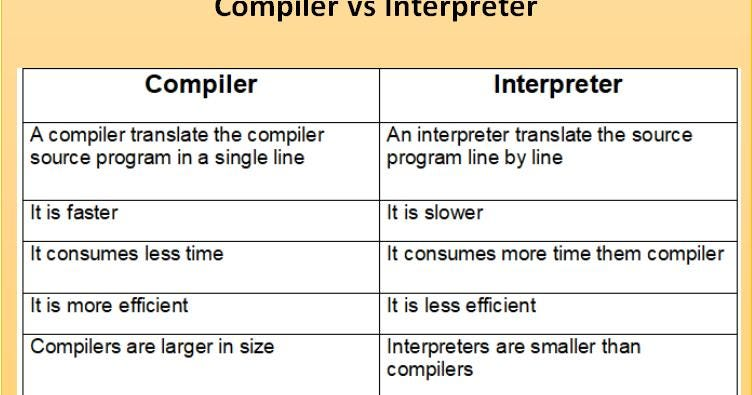 Compiler vs Interpreter
Compiler
Interpreter
A compiler translate the compiler
source program in a single line
An interpreter translate the source
program line by line
It is faster
It is slower
It consumes less time
It consumes more time them compiler
It is more efficient
It is less efficient
Compilers are larger in size
Interpreters are smaller than
compilers